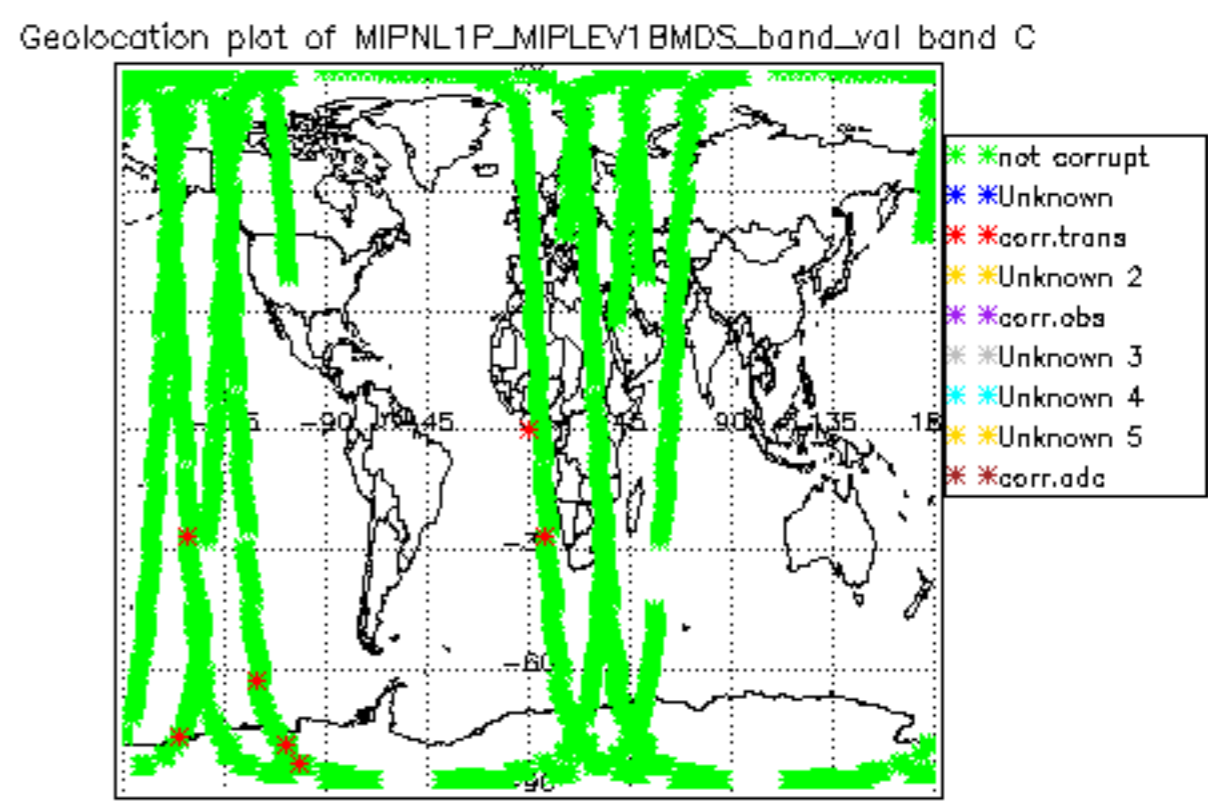 Geolocation plot of MIPNL1P_MIPLEV1BMDS_band_val band C
not corrupt
Unknown
corr.trans
Unknown 2
corr.obs
Unknown 3
Unknown 4
Unknown 5
corr.adc
-90
-45
45
90
135
-60
-90